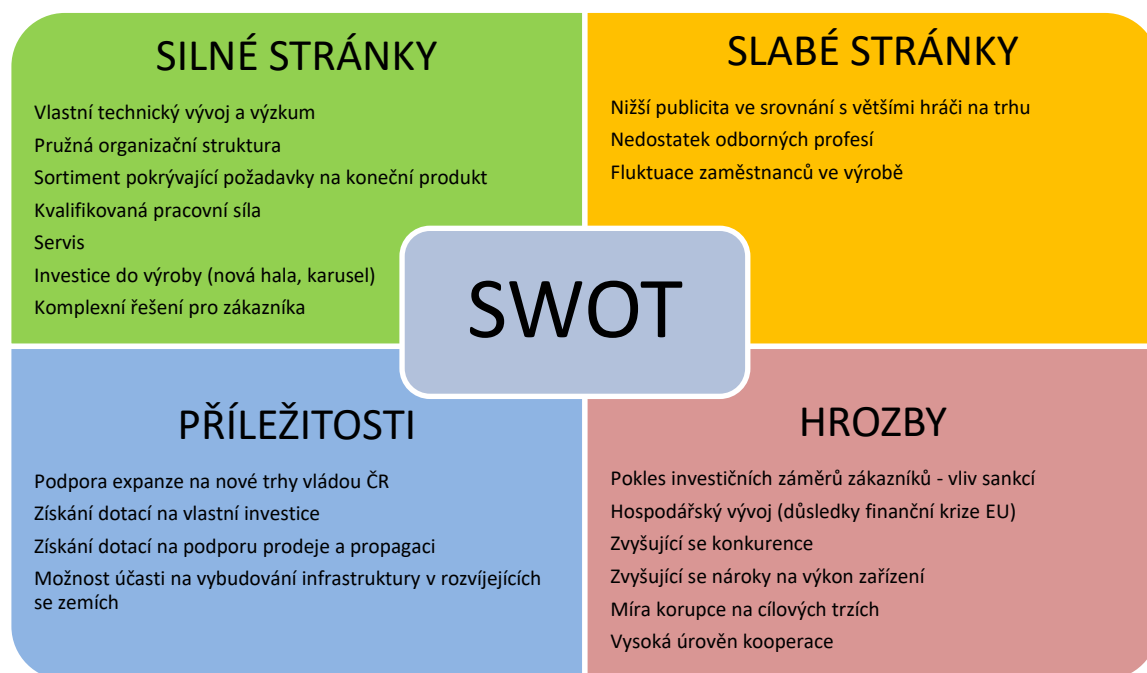 SILNÉ STRÁNKY
Vlastní technický vývoj a výzkum
Pružná organizační struktura
Sortiment pokrývající požadavky na koneční produkt
Kvalifikovaná pracovní síla
Servis
Investice do výroby (nová hala, karusel)
Komplexní řešení pro zákazníka
SLABÉ STRÁNKY
Nižší publicita ve srovnání s většími hráči na trhu
Nedostatek odborných profesí
Fluktuace zaměstnanců ve výrobě
SWOT
PŘÍLEŽITOSTI
Podpora expanze na nové trhy vládou ČR
Získání dotací na vlastní investice
Získání dotací na podporu prodeje a propagaci
Možnost účasti na vybudování infrastruktury v rozvíjejících
se zemích
HROZBY
Pokles investičních záměrů zákazníků - vliv sankcí
Hospodářský vývoj (důsledky finanční krize EU)
Zvyšující se konkurence
Zvyšující se nároky na výkon zařízení
Míra korupce na cílových trzích
Vysoká úrověn kooperace